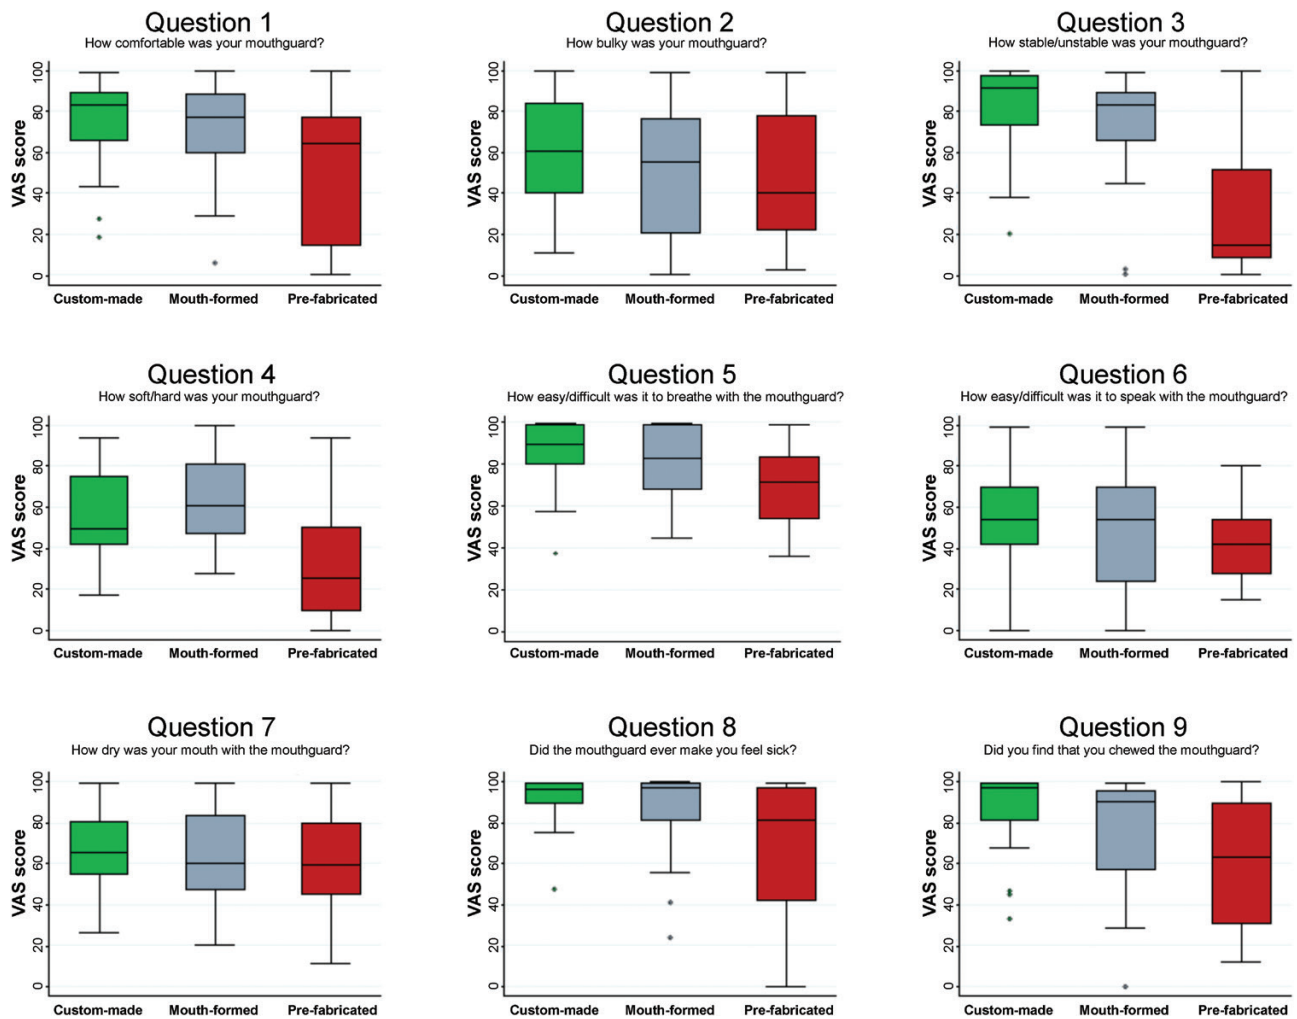 Question 1
How comfortable was your mouthguard?
VAS score
100
80
60
40
20
0
Custom-made Mouth-formed Pre-fabricated
Question 2
How bulky was your mouthguard?
VAS score
100
80
60
40
20
0
Custom-made Mouth-formed Pre-fabricated
Question 3
How stable/unstable was your mouthguard?
VAS score
100
80
60
40
20
0
Custom-made Mouth-formed Pre-fabricated
Question 4
How soft/hard was your mouthguard?
VAS score
100
80
60
40
20
0
Custom-made Mouth-formed Pre-fabricated
Question 5
How easy/difficult was it to breathe with the mouthguard?
VAS score
100
80
60
40
20
0
Custom-made Mouth-formed Pre-fabricated
Question 6
How easy/difficult was it to speak with the mouthguard?
VAS score
100
80
60
40
20
0
Custom-made Mouth-formed Pre-fabricated
Question 7
How dry was your mouth with the mouthguard?
VAS score
100
80
60
40
20
0
Custom-made Mouth-formed Pre-fabricated
Question 8
Did the mouthguard ever make you feel sick?
VAS score
100
80
60
40
20
0
Custom-made Mouth-formed Pre-fabricated
Question 9
Did you find that you chewed the mouthguard?
VAS score
100
80
60
40
20
0
Custom-made Mouth-formed Pre-fabricated